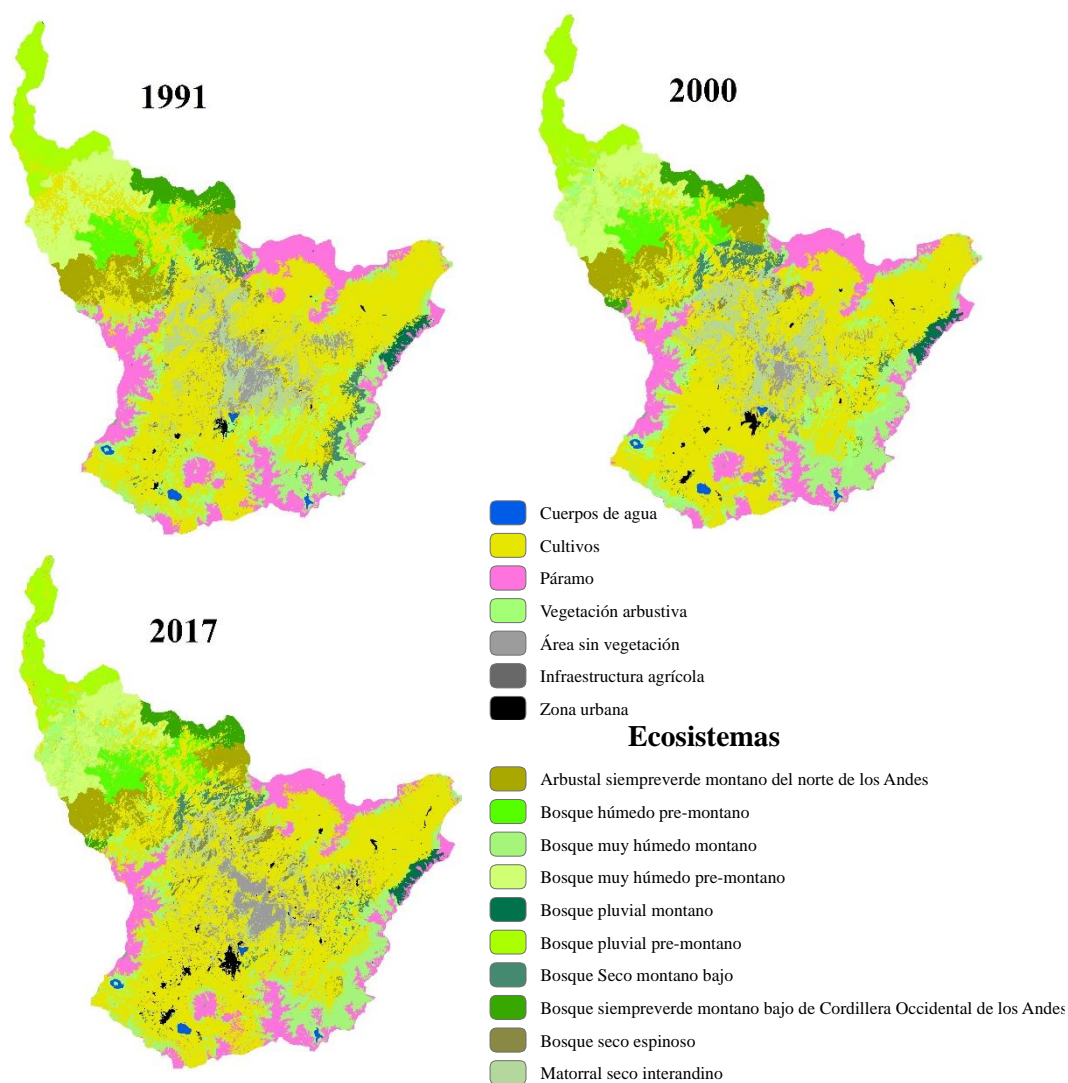 1991
2000
2017
Cuerpos de agua
Cultivos
Páramo
Vegetación arbustiva
Área sin vegetación
Infraestructura agrícola
Zona urbana
Ecosistemas
Arbustal siempreverde montano del norte de los Andes
Bosque húmedo pre-montano
Bosque muy húmedo montano
Bosque muy húmedo pre-montano
Bosque pluvial montano
Bosque pluvial pre-montano
Bosque Seco montano bajo
Bosque siempreverde montano bajo de Cordillera Occidental de los Andes
Bosque seco espinoso
Matorral seco interandino